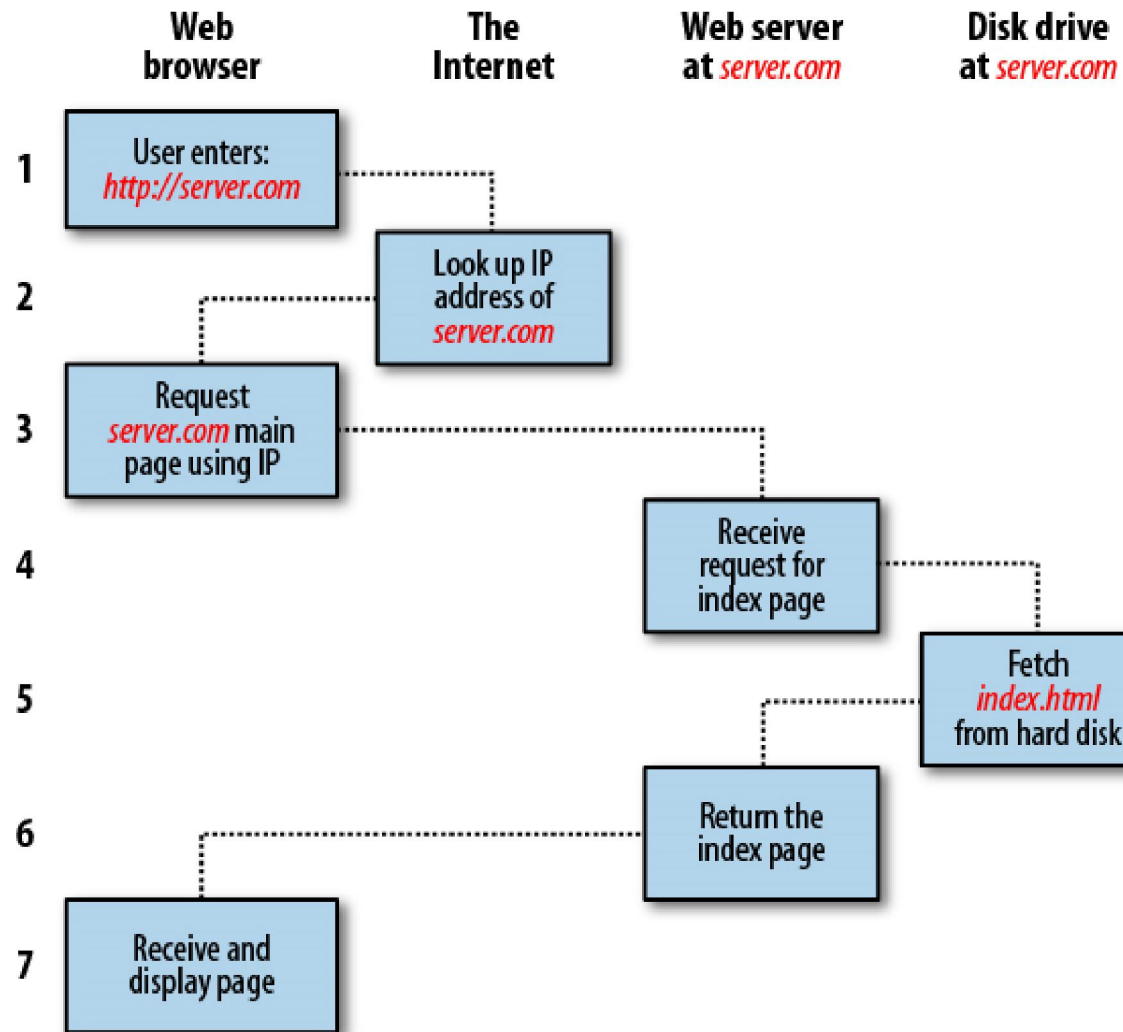 Web
browser
The
Internet
Web server
at server.com
Disk drive
at server.com
1
User enters:
http://server.com
2
Look up IP
address of
server.com
3
Request
server.com main
page using IP
4
Receive
request for
index page
5
Fetch
index.html
from hard disk
6
Return the
index page
7
Receive and
display page